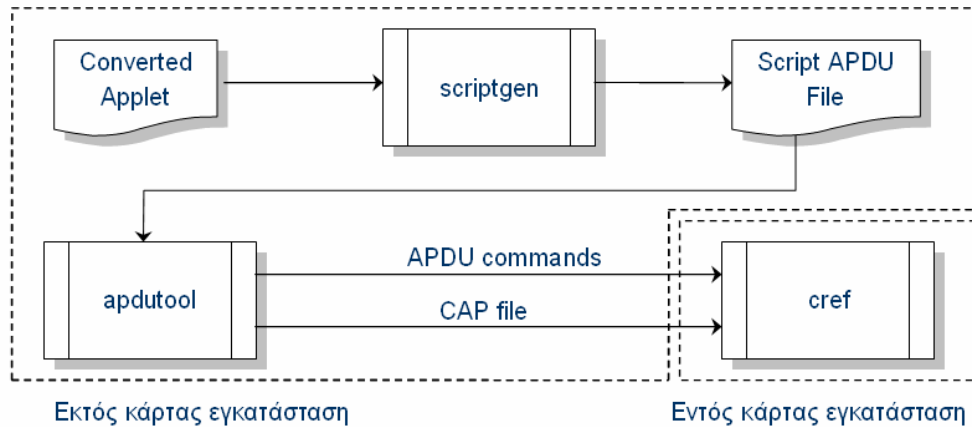 Converted
Applet
scriptgen
Script APDU
File
apdutool
APDU commands
CAP file
cref
Εκτός κάρτας εγκατάσταση
Εντός κάρτας εγκατάσταση